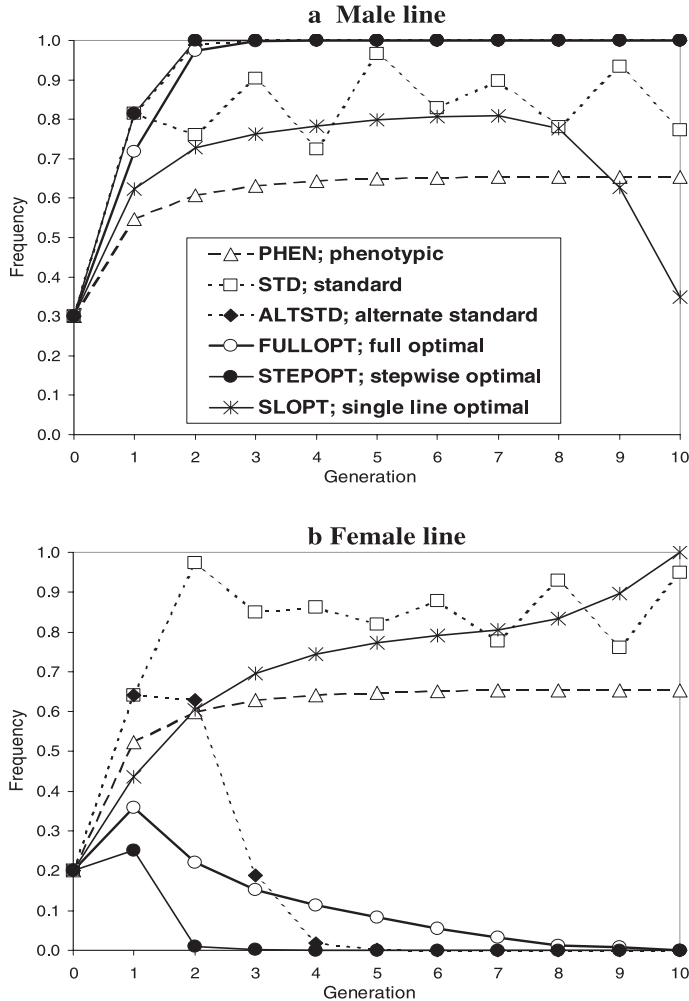 a Male line
1.0
0.9
0.8
0.7
0.6
0.5
0.4
0.3
0.2
0.1
0.0
Frequency
PHEN; phenotypic
STD; standard
ALTSTD; alternate standard
FULLOPT; full optimal
STEPOPT; stepwise optimal
SLOPT; single line optimal
0 1 2 3 4 5 6 7 8 9 10
Generation
b Female line
1.0
0.9
0.8
0.7
0.6
0.5
0.4
0.3
0.2
0.1
0.0
Frequency
0 1 2 3 4 5 6 7 8 9 10
Generation